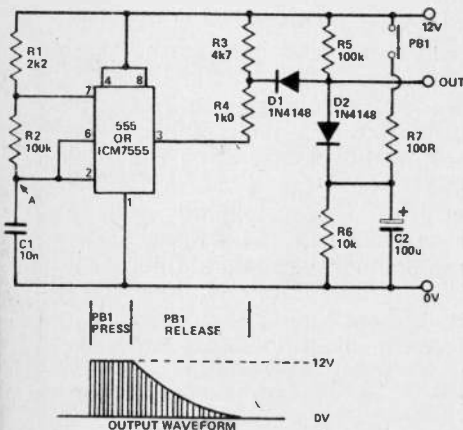 12V
R1
2k2
R3
4k7
R5
100k
PB1
4
8
7
D1
1N4148
OUT
R4
1k0
D2
1N4148
R2
10Uk
6
555
OR
ICM7555
3
R7
100R
2
A
1
C1
10n
R6
10k
+
C2
100u
0V
PB1
PRESS
PB1
RELEASE
12V
0V
OUTPUT WAVEFORM